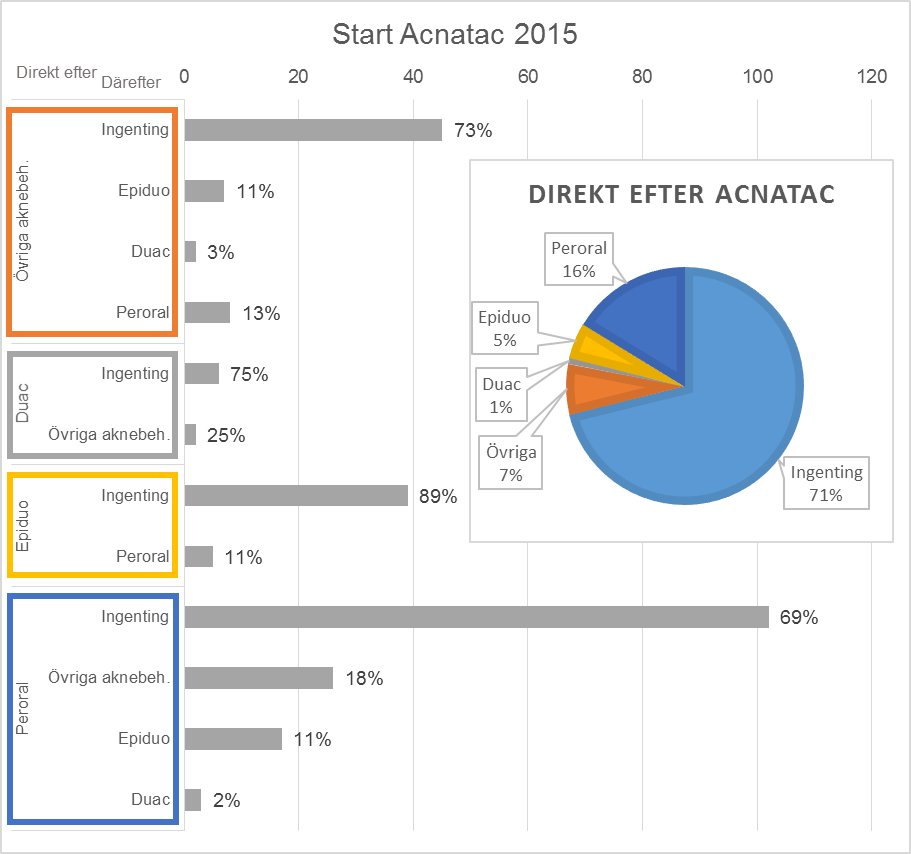 Start Acnatac 2015
Direkt efter
Därefter
0 20 40 60 80 100 120
Övriga aknebeh.
Ingenting 73%
Epiduo 11%
Duac 3%
Peroral 13%
Duac
Ingenting 75%
Övriga aknebeh. 25%
Epiduo
Ingenting 89%
Peroral 11%
Peroral
Ingenting 69%
Övriga aknebeh. 18%
Epiduo 11%
Duac 2%
DIREKT EFTER ACNATAC
Peroral
16%
Epiduo
5%
Duac
1%
Övriga
7%
Ingenting
71%